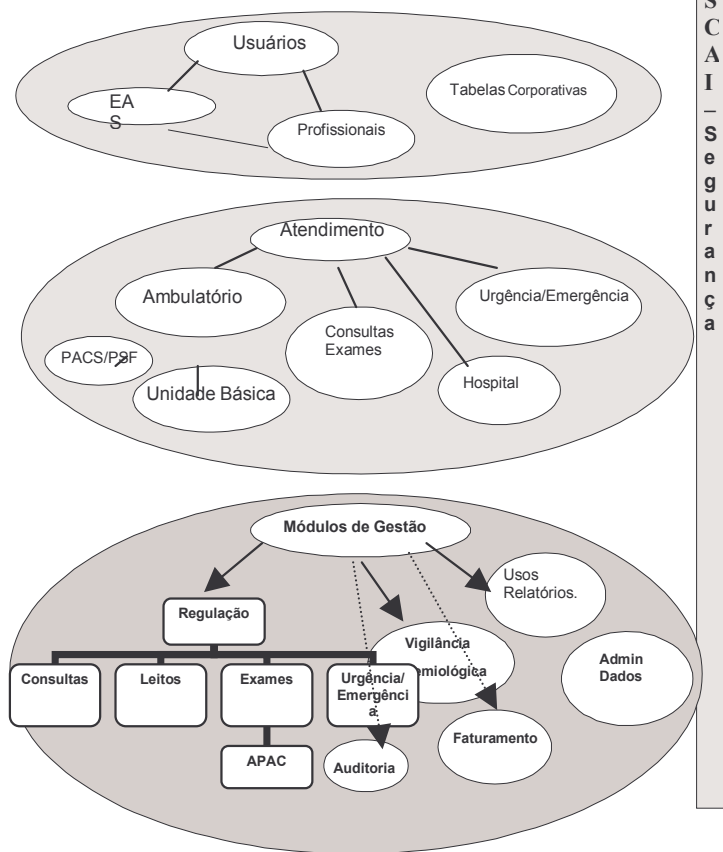 Usuários
EA
S
Profissionais
Tabelas Corporativas
Atendimento
Ambulatório
Urgência/Emergência
Consultas
Exames
PACS/PSF
Unidade Básica
Hospital
Módulos de Gestão
Usos
Relatórios.
Regulação
Vigilância
emiológica
Admin
Dados
Consultas
Leitos
Exames
Urgência/
Emergênci
a
Faturamento
APAC
Auditoria
S
C
A
I
–
S
e
g
u
r
a
n
ç
a